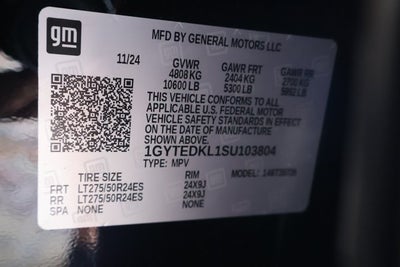 gm
MFD BY GENERAL MOTORS LLC
11/24 GVWR GAWR FRT GAWR RR
4808 KG 2404 KG 2700 KG
10600 LB 5300 LB 5952 LB
THIS VEHICLE CONFORMS TO ALL
APPLICABLE U.S. FEDERAL MOTOR
VEHICLE SAFETY STANDARDS IN EFFECT
ON THE DATE OF MANUFACTURE
SHOWN ABOVE.
1GYTEDKL1SU103804
TYPE: MPV MODEL:
TIRE SIZE RIM
FRT LT275/50R24ES 24X9J
RR LT275/50R24ES 24X9J
SPA NONE NONE